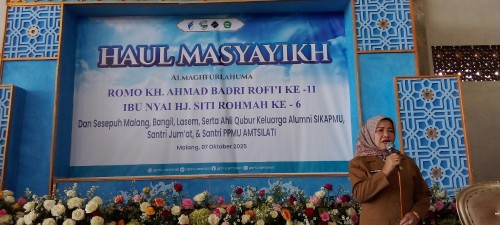 HAUL MASYAYIKH
ALMAGHFURLAHUMA
ROMO KH. AHMAD BADRI ROFI'I KE -11
IBU NYAI HJ. SITI ROHMAH KE - 6
Dan Sesepuh Malang, Bangil, Lasem, Serta Ahli Qubur Keluarga Alumni SIKAPMU,
Santri Jum'at, & Santri PPMU AMTSILATI
Malang, 07 Oktober 2025